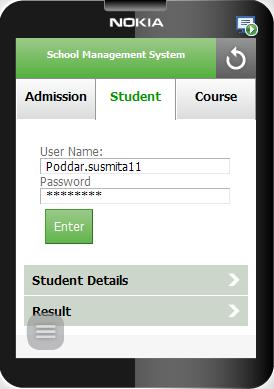 NOKIA
School Management System
Admission
Student
Course
User Name:
Poddar.susmita11
Password
********
Enter
Student Details
Result